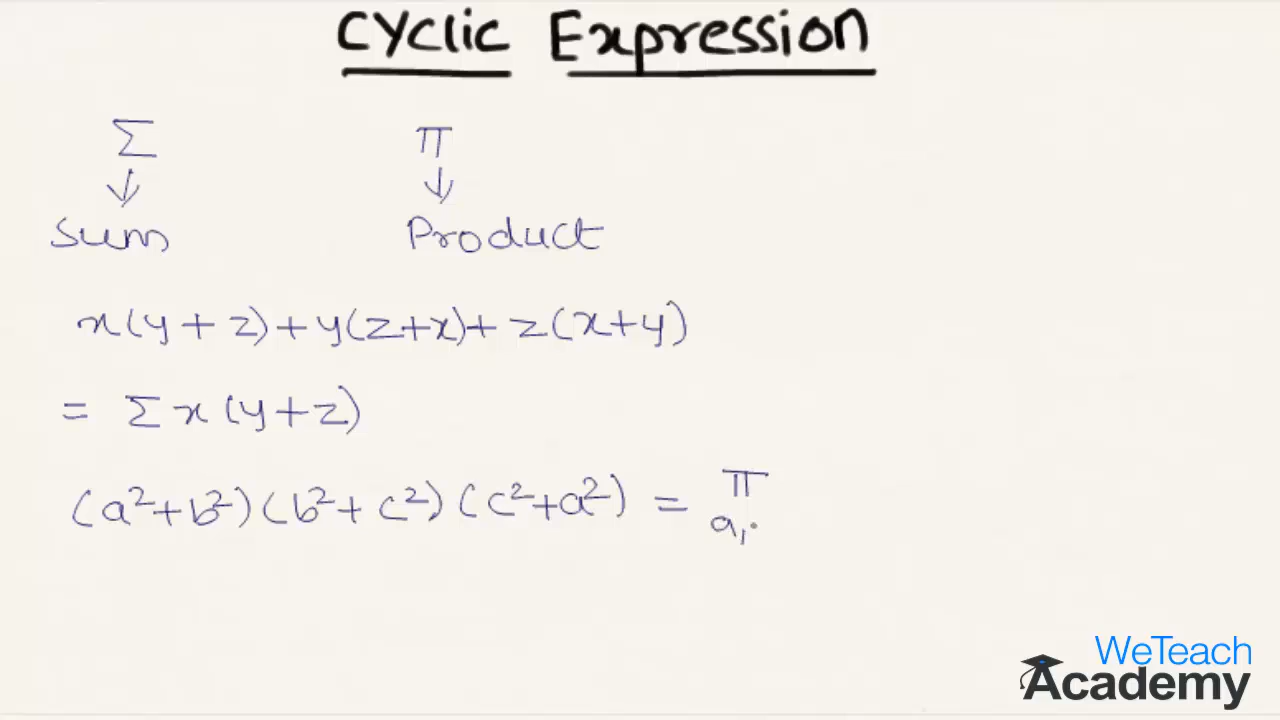 Cyclic Expression
Σ π
↓ ↓
Sum Product
x(y+z)+y(z+x)+z(x+y)
= Σ x(y+z)
(a²+b²)(b²+c²)(c²+a²) = π
a,
WeTeach
Academy